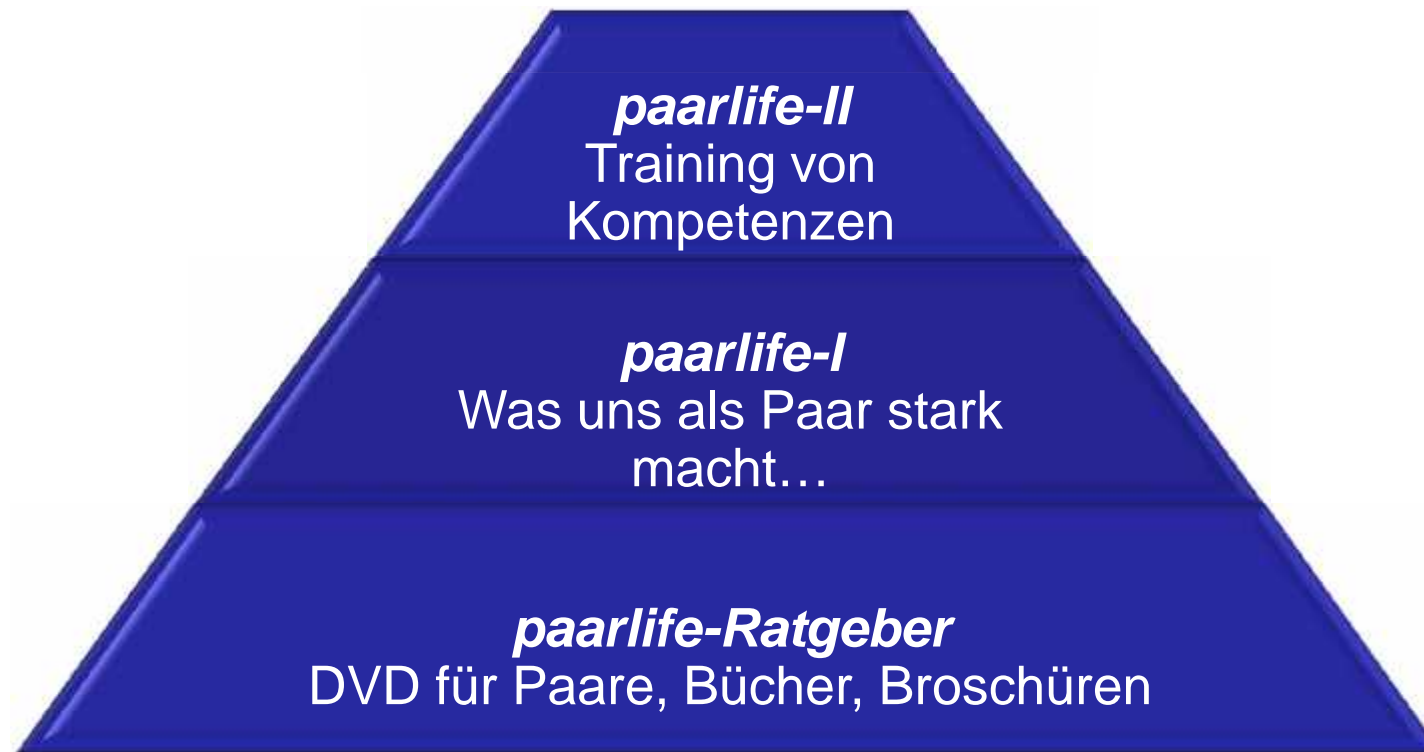 paarlife-II
Training von
Kompetenzen
paarlife-I
Was uns als Paar stark
macht…
paarlife-Ratgeber
DVD für Paare, Bücher, Broschüren